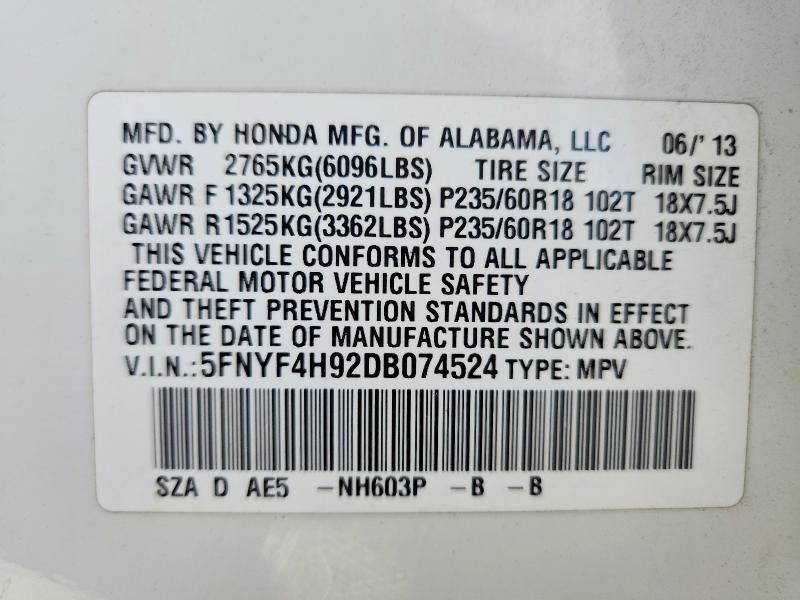 MFD. BY HONDA MFG. OF ALABAMA, LLC 06/'13
GVWR 2765KG(6096LBS) TIRE SIZE RIM SIZE
GAWR F 1325KG(2921LBS) P235/60R18 102T 18X7.5J
GAWR R1525KG(3362LBS) P235/60R18 102T 18X7.5J
THIS VEHICLE CONFORMS TO ALL APPLICABLE
FEDERAL MOTOR VEHICLE SAFETY
AND THEFT PREVENTION STANDARDS IN EFFECT
ON THE DATE OF MANUFACTURE SHOWN ABOVE.
V.I.N.:5FNYF4H92DB074524 TYPE: MPV
SZA D AE5 -NH603P -B -B